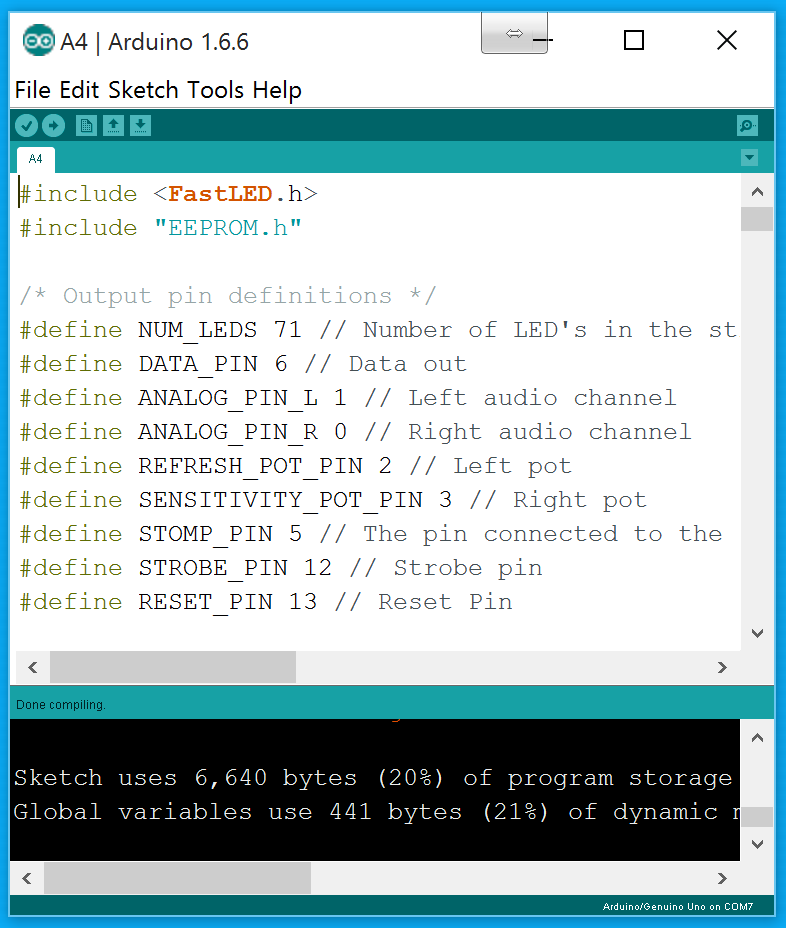 A4 | Arduino 1.6.6
File Edit Sketch Tools Help
A4
#include <FastLED.h>
#include "EEPROM.h"
/* Output pin definitions */
#define NUM_LEDS 71 // Number of LED's in the st
#define DATA_PIN 6 // Data out
#define ANALOG_PIN_L 1 // Left audio channel
#define ANALOG_PIN_R 0 // Right audio channel
#define REFRESH_POT_PIN 2 // Left pot
#define SENSITIVITY_POT_PIN 3 // Right pot
#define STOMP_PIN 5 // The pin connected to the
#define STROBE_PIN 12 // Strobe pin
#define RESET_PIN 13 // Reset Pin
Done compiling.
Sketch uses 6,640 bytes (20%) of program storage
Global variables use 441 bytes (21%) of dynamic
Arduino/Genuino Uno on COM7